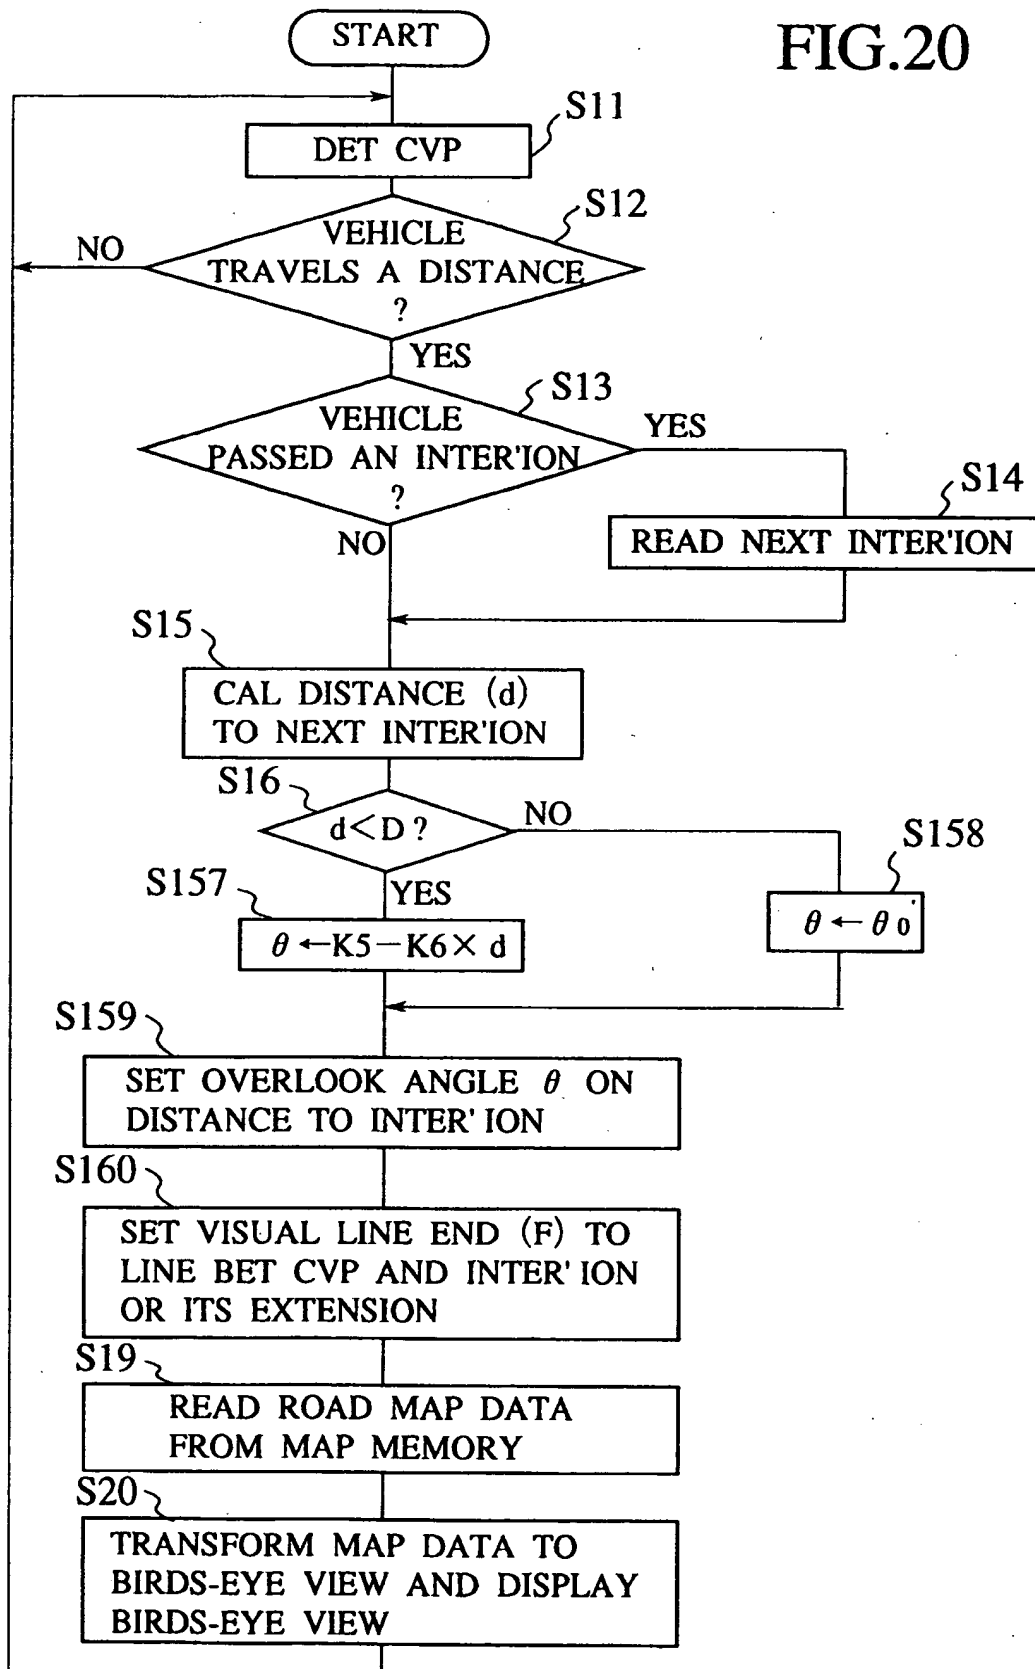 FIG.20
START
S11
DET CVP
S12
VEHICLE
TRAVELS A DISTANCE
?
NO
YES
S13
VEHICLE
PASSED AN INTER'ION
?
YES
NO
S14
READ NEXT INTER'ION
S15
CAL DISTANCE (d)
TO NEXT INTER'ION
S16
d<D?
NO
YES
S157
θ←K5−K6×d
S158
θ←θ0
S159
SET OVERLOOK ANGLE θ ON
DISTANCE TO INTER'ION
S160
SET VISUAL LINE END (F) TO
LINE BET CVP AND INTER'ION
OR ITS EXTENSION
S19
READ ROAD MAP DATA
FROM MAP MEMORY
S20
TRANSFORM MAP DATA TO
BIRDS-EYE VIEW AND DISPLAY
BIRDS-EYE VIEW